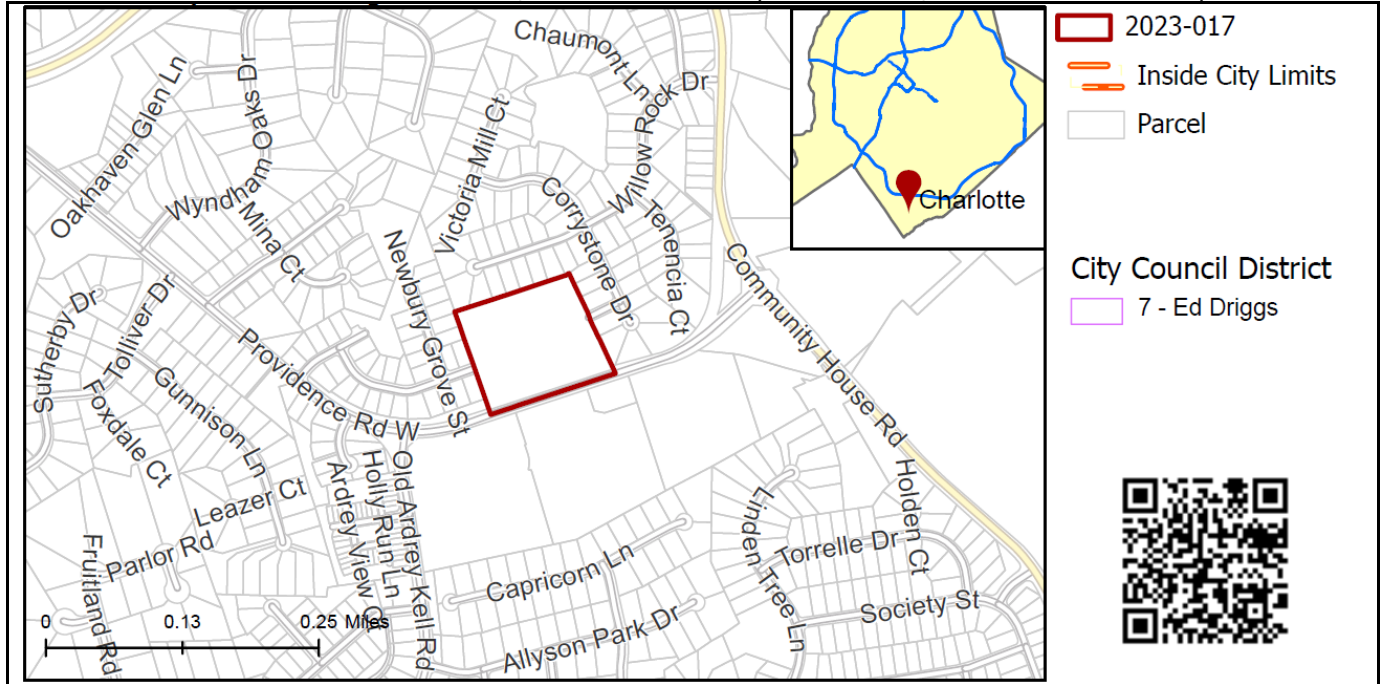 Chaumont Ln
Willow Rock Dr
Oakhaven Glen Ln
Wyndham Oaks Dr
Victoria Mill Ct
Corrystone Dr
Tenencia Ct
Mina Ct
Newbury Grove St
Community House Rd
Sutherby Dr
Tolliver Dr
Foxdale Ct
Gunnison Ln
Providence Rd W
Leazer Ct
Parlor Rd
Fruitland Rd
Ardrey View Ct
Holly Run Ln
Old Ardrey Kell Rd
Capricorn Ln
Allyson Park Dr
Linden Tree Ln
Torrelle Dr
Holden Ct
Society St
0 0.13 0.25 Miles
Charlotte
2023-017
Inside City Limits
Parcel
City Council District
7 - Ed Driggs